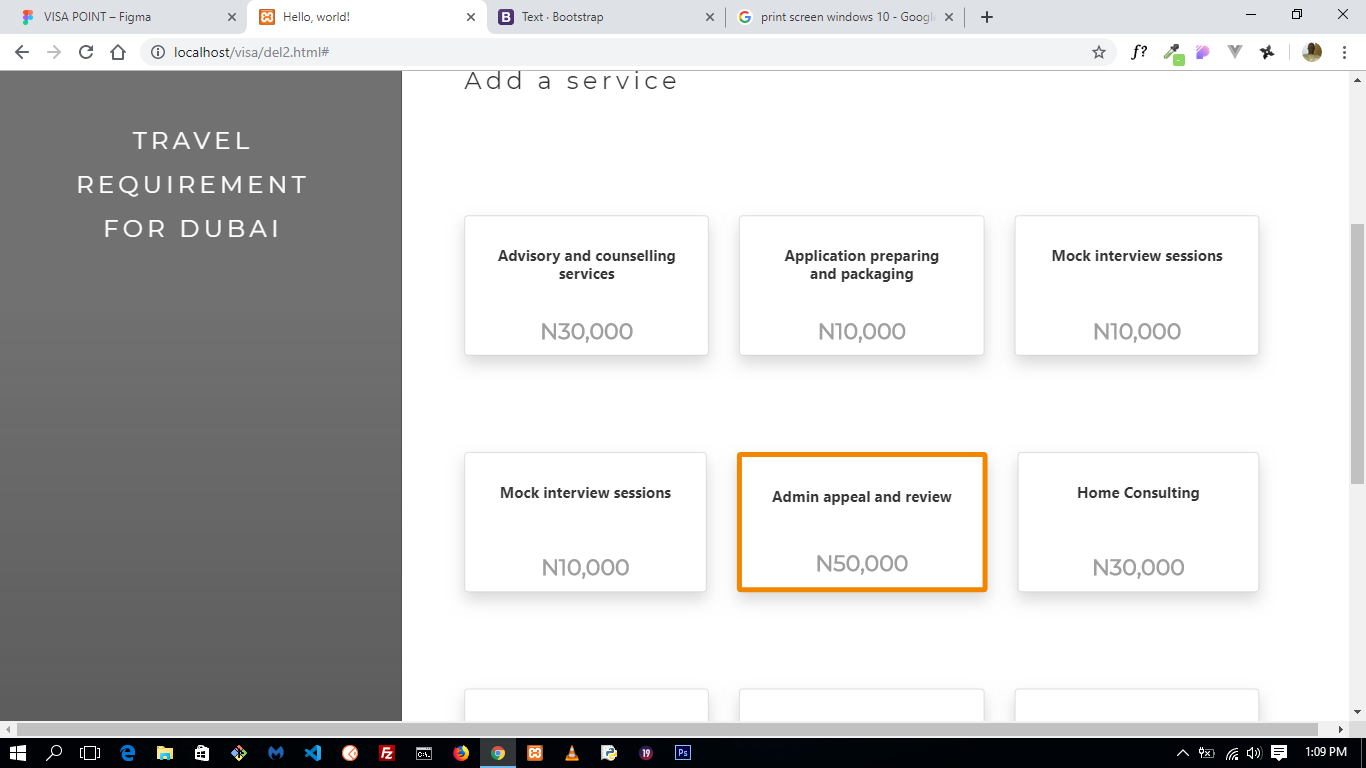 VISA POINT – Figma
Hello, world!
Text · Bootstrap
print screen windows 10 - Googl
localhost/visa/del2.html#
f?
Add a service
TRAVEL
REQUIREMENT
FOR DUBAI
Advisory and counselling
services
N30,000
Application preparing
and packaging
N10,000
Mock interview sessions
N10,000
Mock interview sessions
N10,000
Admin appeal and review
N50,000
Home Consulting
N30,000
1:09 PM